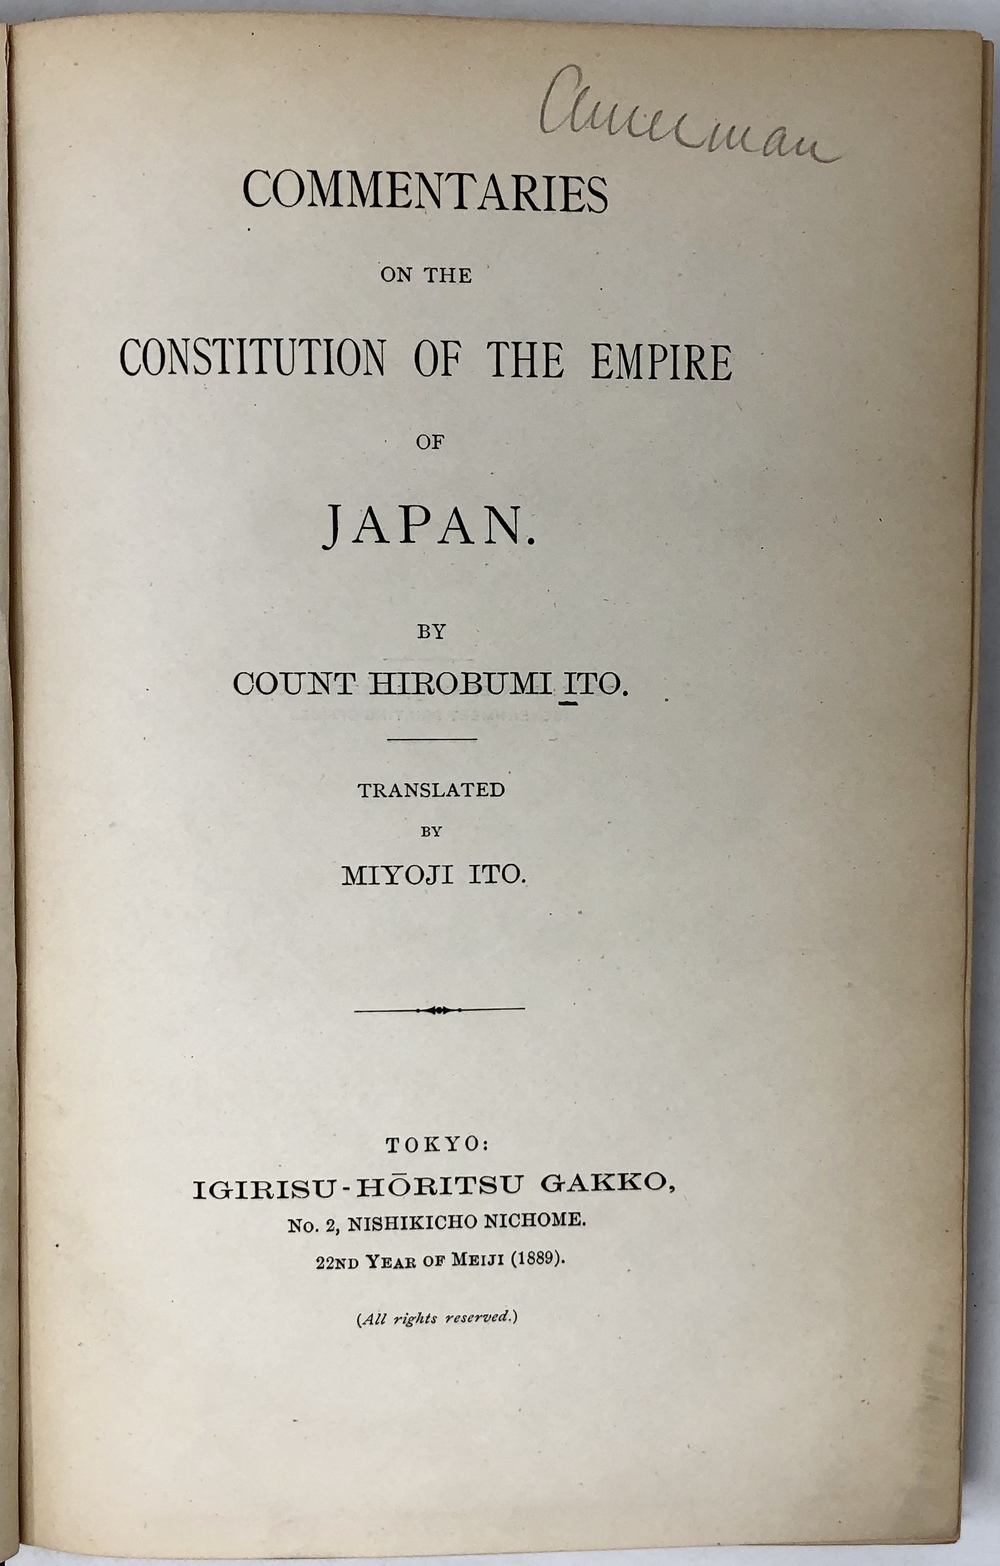 Ammerman
COMMENTARIES
ON THE
CONSTITUTION OF THE EMPIRE
OF
JAPAN.
BY
COUNT HIROBUMI ITO.
TRANSLATED
BY
MIYOJI ITO.
TOKYO:
IGIRISU-HŌRITSU GAKKO,
No. 2, NISHIKICHO NICHOME.
22ND YEAR OF MEIJI (1889).
(All rights reserved.)